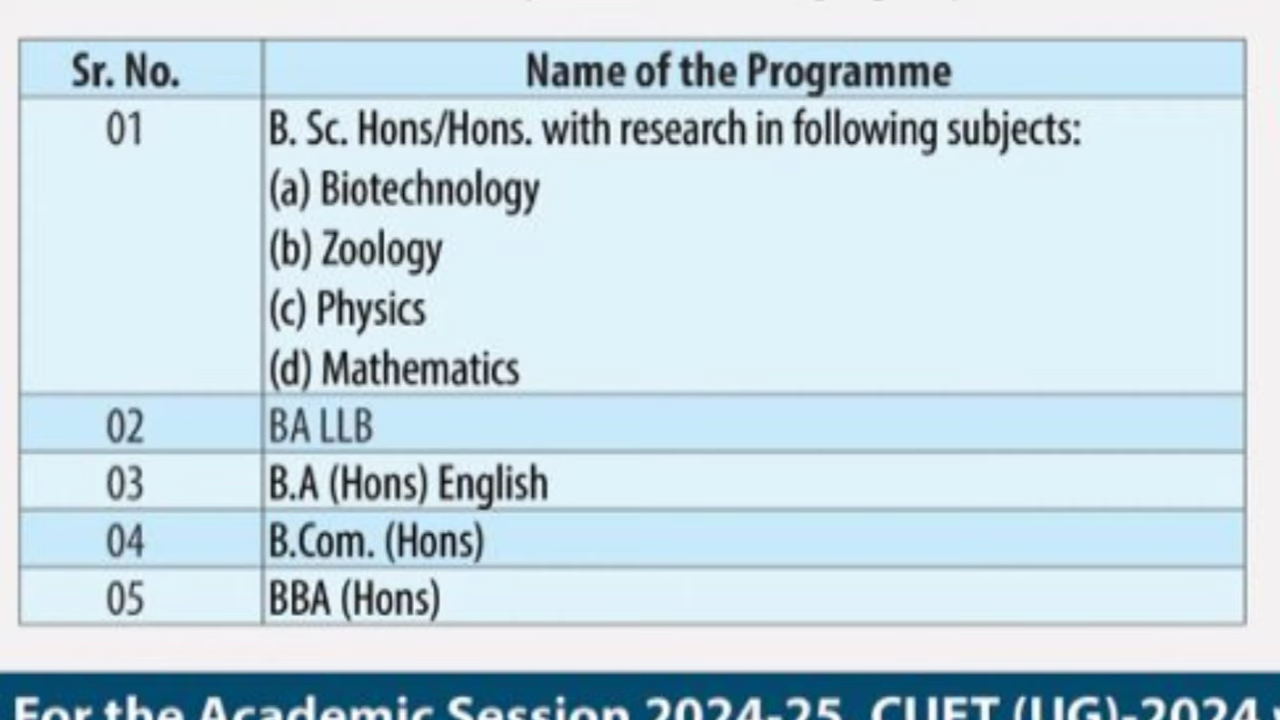 Sr. No. Name of the Programme
01 B. Sc. Hons/Hons. with research in following subjects:
(a) Biotechnology
(b) Zoology
(c) Physics
(d) Mathematics
02 BA LLB
03 B.A (Hons) English
04 B.Com. (Hons)
05 BBA (Hons)
For the Academic Session 2024-25, CUET (UG)-2024